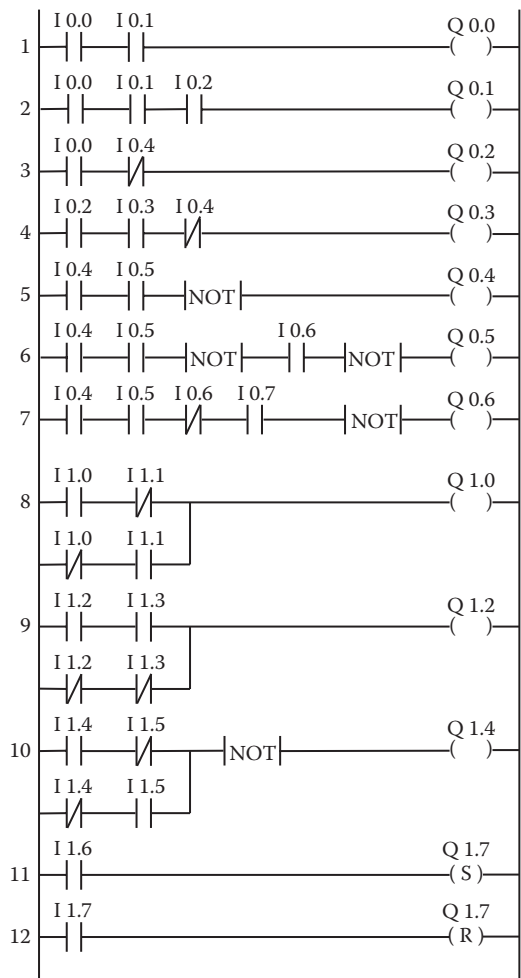 I 0.0 I 0.1 Q 0.0
1 ( )
I 0.0 I 0.1 I 0.2 Q 0.1
2 ( )
I 0.0 I 0.4 Q 0.2
3 ( )
I 0.2 I 0.3 I 0.4 Q 0.3
4 ( )
I 0.4 I 0.5 Q 0.4
5 NOT ( )
I 0.4 I 0.5 I 0.6 Q 0.5
6 NOT NOT ( )
I 0.4 I 0.5 I 0.6 I 0.7 Q 0.6
7 NOT ( )
I 1.0 I 1.1 Q 1.0
8 ( )
I 1.0 I 1.1
I 1.2 I 1.3 Q 1.2
9 ( )
I 1.2 I 1.3
I 1.4 I 1.5 Q 1.4
10 NOT ( )
I 1.4 I 1.5
I 1.6 Q 1.7
11 ( S )
I 1.7 Q 1.7
12 ( R )